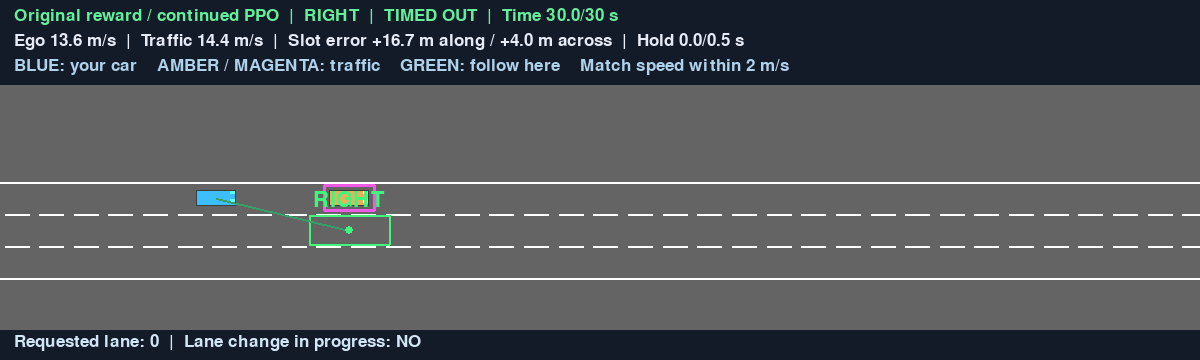 Original reward / continued PPO | RIGHT | TIMED OUT | Time 30.0/30 s
Ego 13.6 m/s | Traffic 14.4 m/s | Slot error +16.7 m along / +4.0 m across | Hold 0.0/0.5 s
BLUE: your car AMBER / MAGENTA: traffic GREEN: follow here Match speed within 2 m/s
RIGHT
Requested lane: 0 | Lane change in progress: NO